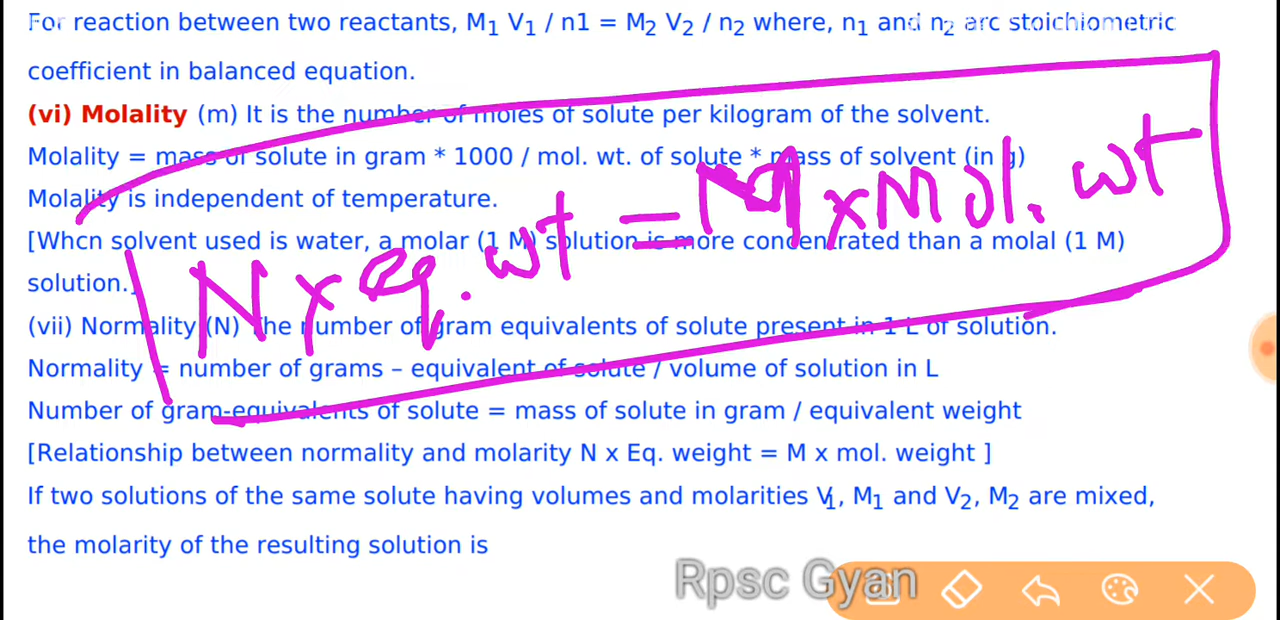 For reaction between two reactants, M1 V1 / n1 = M2 V2 / n2 where, n1 and n2 arc stoichiometric
coefficient in balanced equation.
(vi) Molality (m) It is the number of moles of solute per kilogram of the solvent.
Molality = mass of solute in gram * 1000 / mol. wt. of solute * mass of solvent (in g)
Molality is independent of temperature.
[Whcn solvent used is water, a molar (1 M) solution is more concentrated than a molal (1 M)
solution.]
N x eq. wt = M x Mol. wt
(vii) Normality (N) The number of gram equivalents of solute present in 1 L of solution.
Normality = number of grams – equivalent of solute / volume of solution in L
Number of gram-equivalents of solute = mass of solute in gram / equivalent weight
[Relationship between normality and molarity N x Eq. weight = M x mol. weight ]
If two solutions of the same solute having volumes and molarities V1, M1 and V2, M2 are mixed,
the molarity of the resulting solution is
Rpsc Gyan